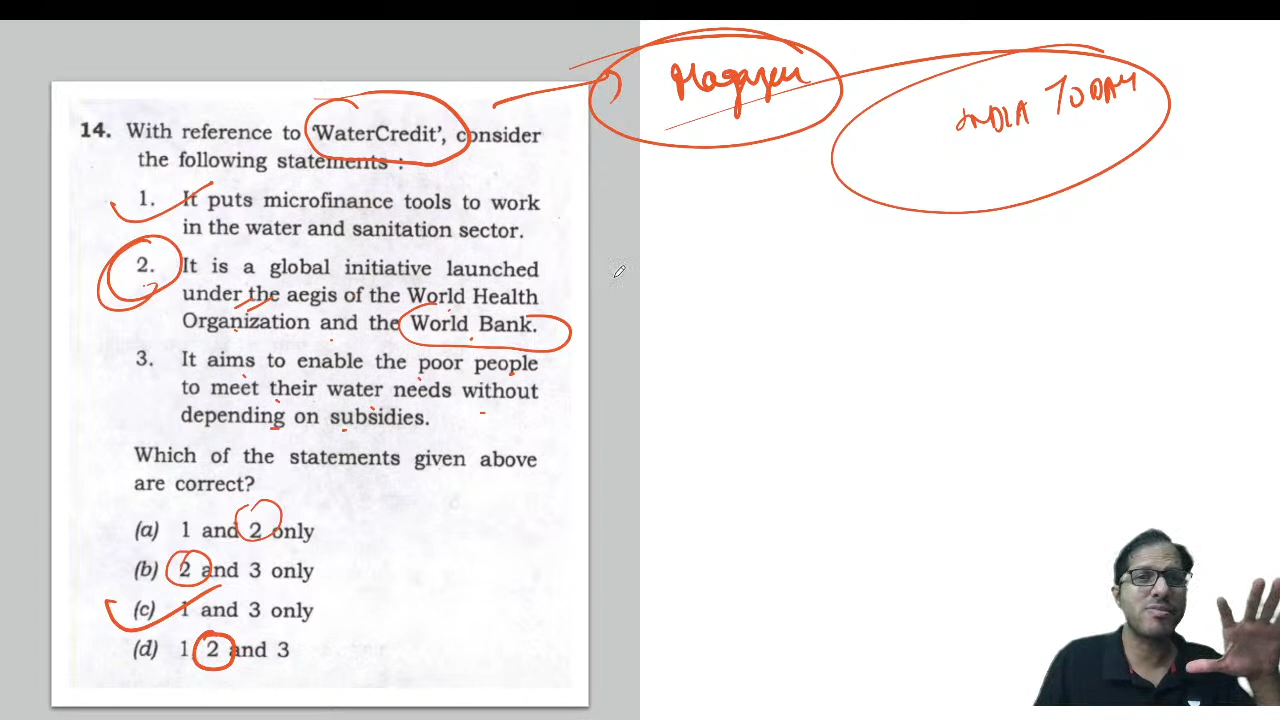 14. With reference to ‘WaterCredit’, consider
the following statements :
1. It puts microfinance tools to work
in the water and sanitation sector.
2. It is a global initiative launched
under the aegis of the World Health
Organization and the World Bank.
3. It aims to enable the poor people
to meet their water needs without
depending on subsidies.
Which of the statements given above
are correct?
(a) 1 and 2 only
(b) 2 and 3 only
(c) 1 and 3 only
(d) 1 2 and 3
INDIA TODAY